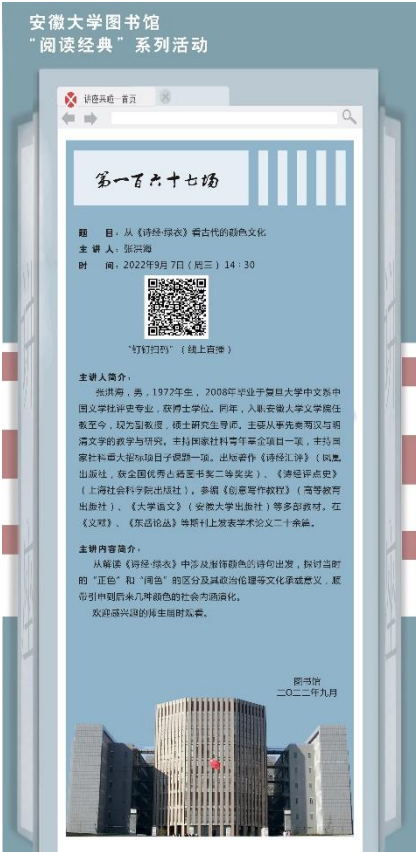 安徽大学图书馆
“阅读经典”系列活动
讲座共唯一首页
第一百六十七场
题 目：从《诗经·绿衣》看古代的颜色文化
主 讲 人：张洪海
时 间：2022年9月7日（周三）14：30
“钉钉扫码”（线上直播）
主讲人简介：
张洪海，男，1972年生，2008年毕业于复旦大学中文系中
国文学批评史专业，获博士学位。同年，入职安徽大学文学院任
教至今，现为副教授，硕士研究生导师。主要从事先秦两汉与明
清文学的教学与研究。主持国家社科青年基金项目一项，主持国
家社科重大招标项目子课题一项。出版著作《诗经汇评》（凤凰
出版社，获全国优秀古籍图书奖二等奖奖）、《诗经评点史》
（上海社会科学院出版社）。参编《创意写作教程》（高等教育
出版社）、《大学语文》（安徽大学出版社）等多部教材。在
《文献》、《东岳论丛》等期刊上发表学术论文二十余篇。
主讲内容简介：
从解读《诗经·绿衣》中涉及服饰颜色的诗句出发，探讨当时
的“正色”和“间色”的区分及其政治伦理等文化承载意义，顺
带引申到后来几种颜色的社会内涵演化。
欢迎感兴趣的师生届时观看。
图书馆
二〇二二年九月